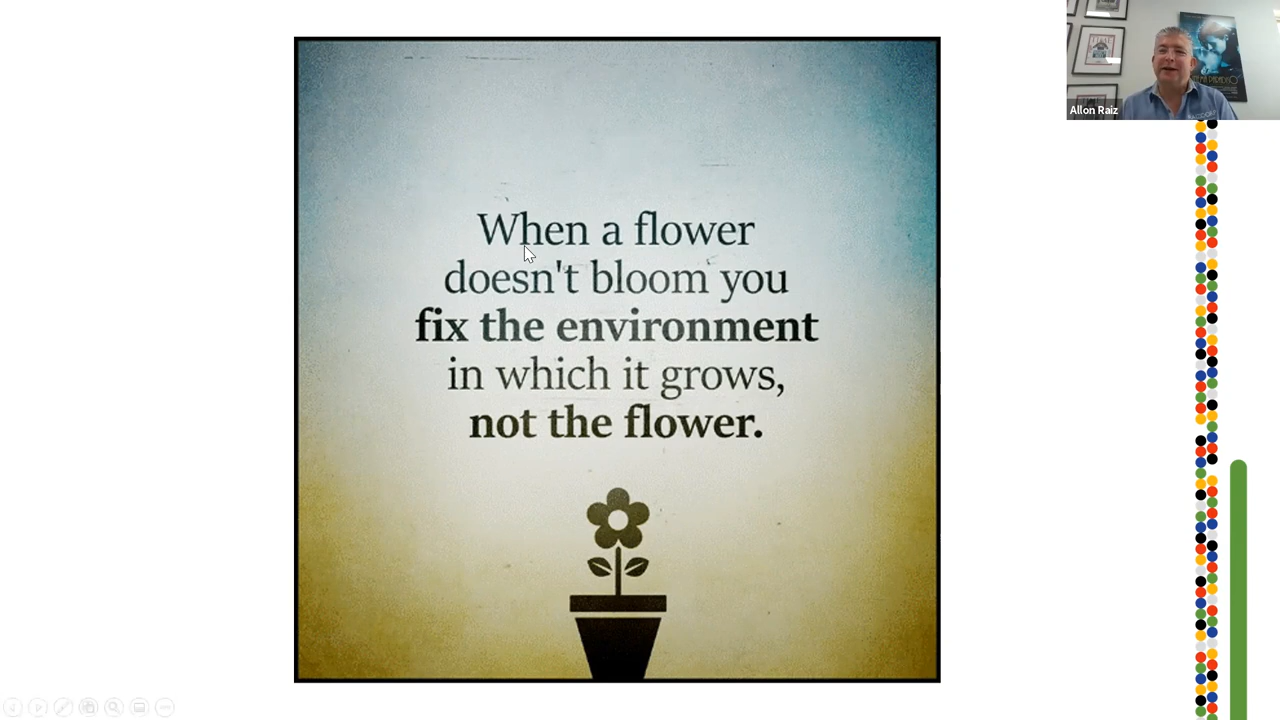 When a flower
doesn't bloom you
fix the environment
in which it grows,
not the flower.
Allon Raiz